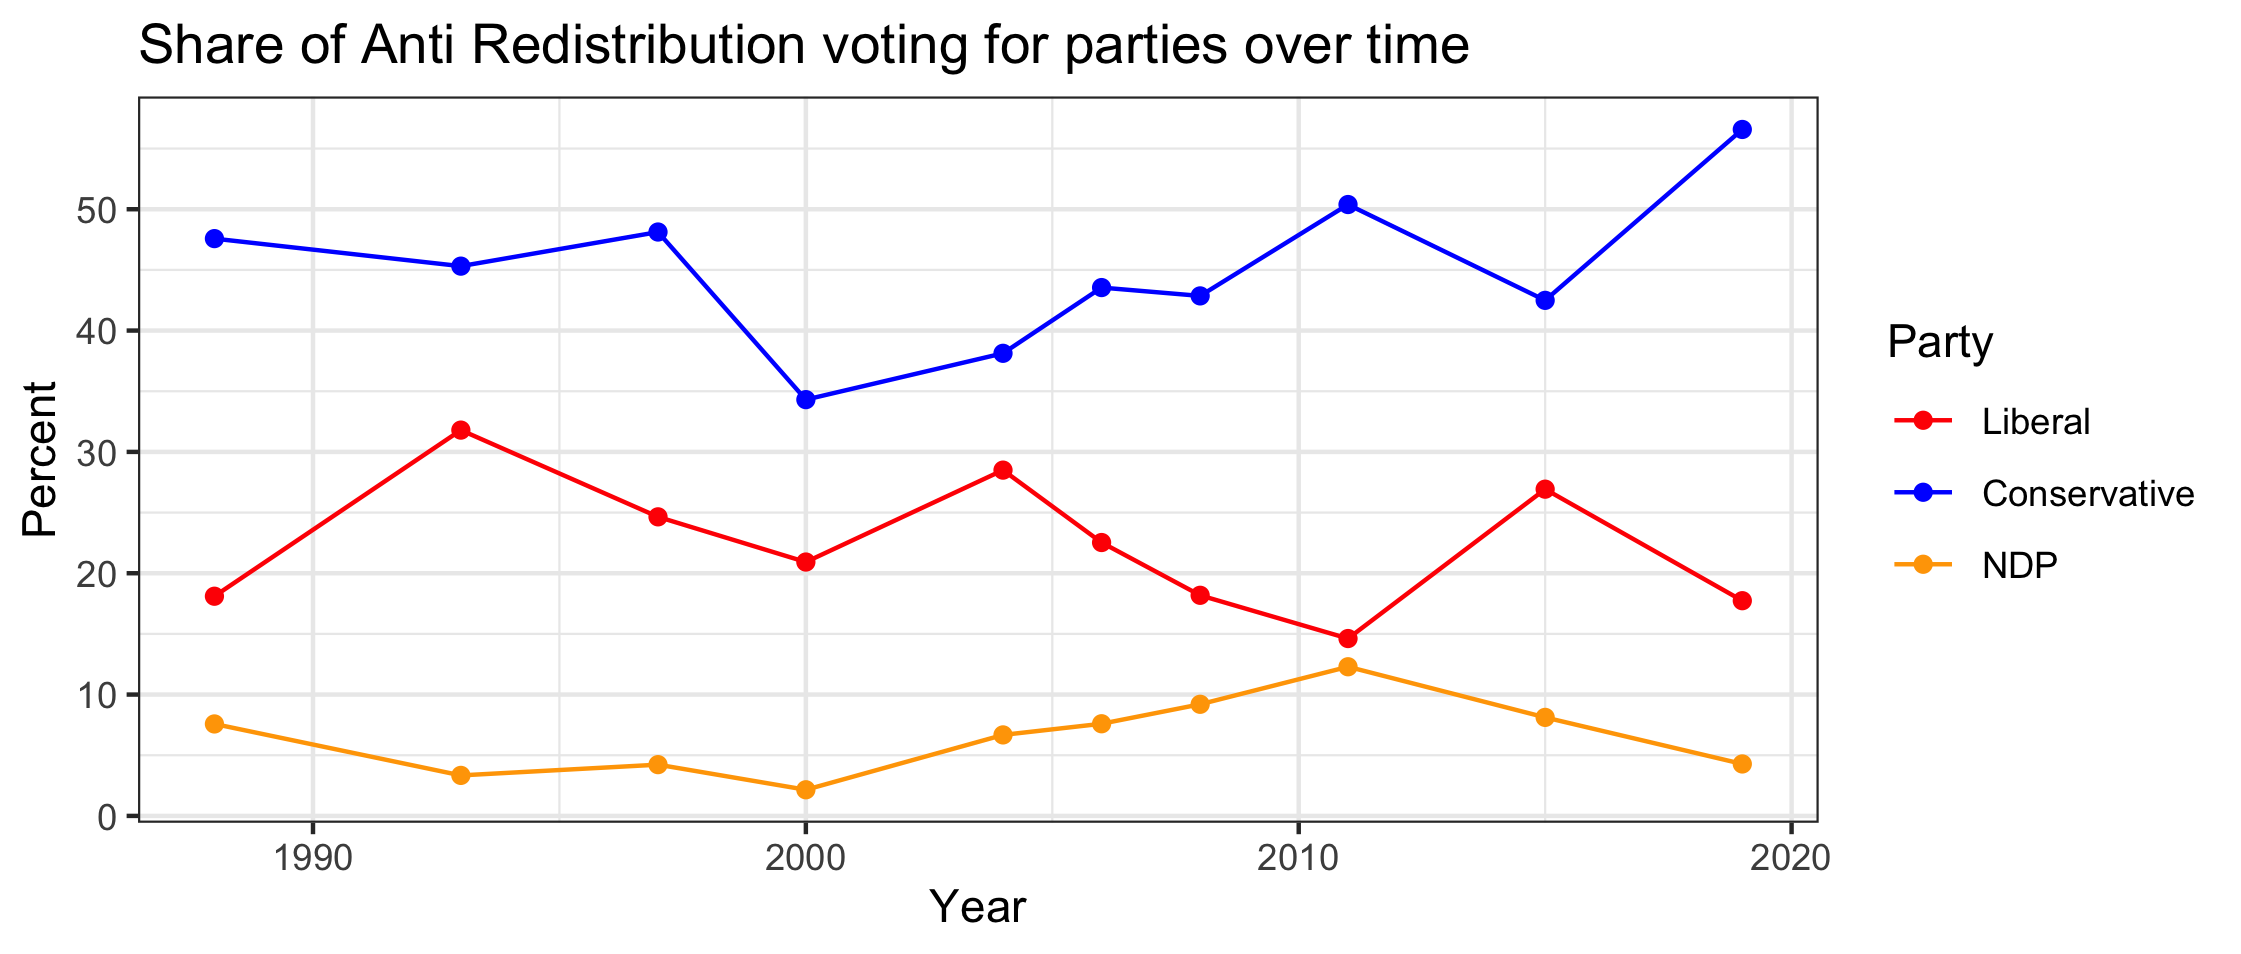 Share of Anti Redistribution voting for parties over time
Percent
50
40
30
20
10
0
1990
2000
2010
2020
Year
Party
Liberal
Conservative
NDP